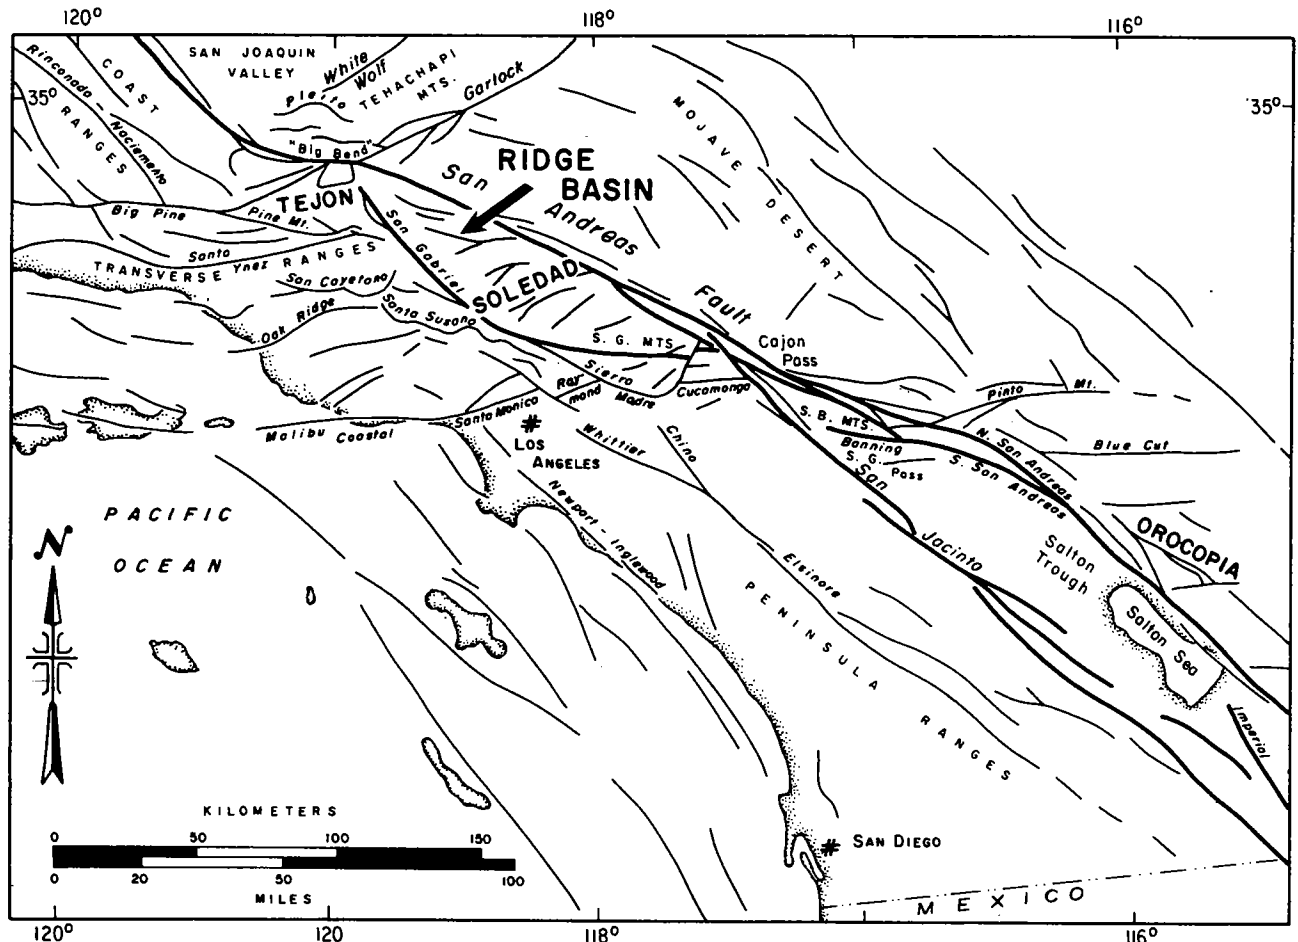 120°
118°
116°
35°
35°
SAN JOAQUIN
VALLEY
White
Wolf
Pleito
TEHACHAPI
MTS.
Garlock
Rinconada - Nacimiento
COAST
RANGES
"Big Bend"
MOJAVE DESERT
RIDGE
BASIN
San
Andreas
Fault
TEJON
Big Pine
Pine Mt.
San Gabriel
Santa
Ynez
TRANSVERSE RANGES
San Cayetano
SOLEDAD
Oak Ridge
Santa Susana
S. G. MTS
Cajon
Pass
Sierra
Madre
Ray
mond
Cucamonga
Pinto Mt.
Santa Monica
Malibu Coastal
LOS
ANGELES
Whittier
Chino
S. B. MTS.
Banning
S. G.
Pass
N. San Andreas
S. San Andreas
Blue Cut
San
Jacinto
PACIFIC
OCEAN
Newport - Inglewood
Elsinore
OROCOPIA
Salton
Trough
Salton Sea
PENINSULA
RANGES
Imperial
N
KILOMETERS
0 50 100 150
0 20 50 100
MILES
SAN DIEGO
MEXICO
120°
120
118°
116°